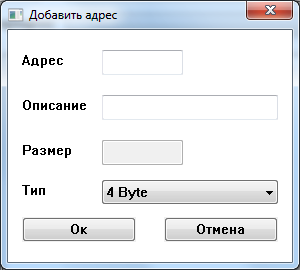 Добавить адрес
Адрес
Описание
Размер
Тип 4 Byte
Ок Отмена